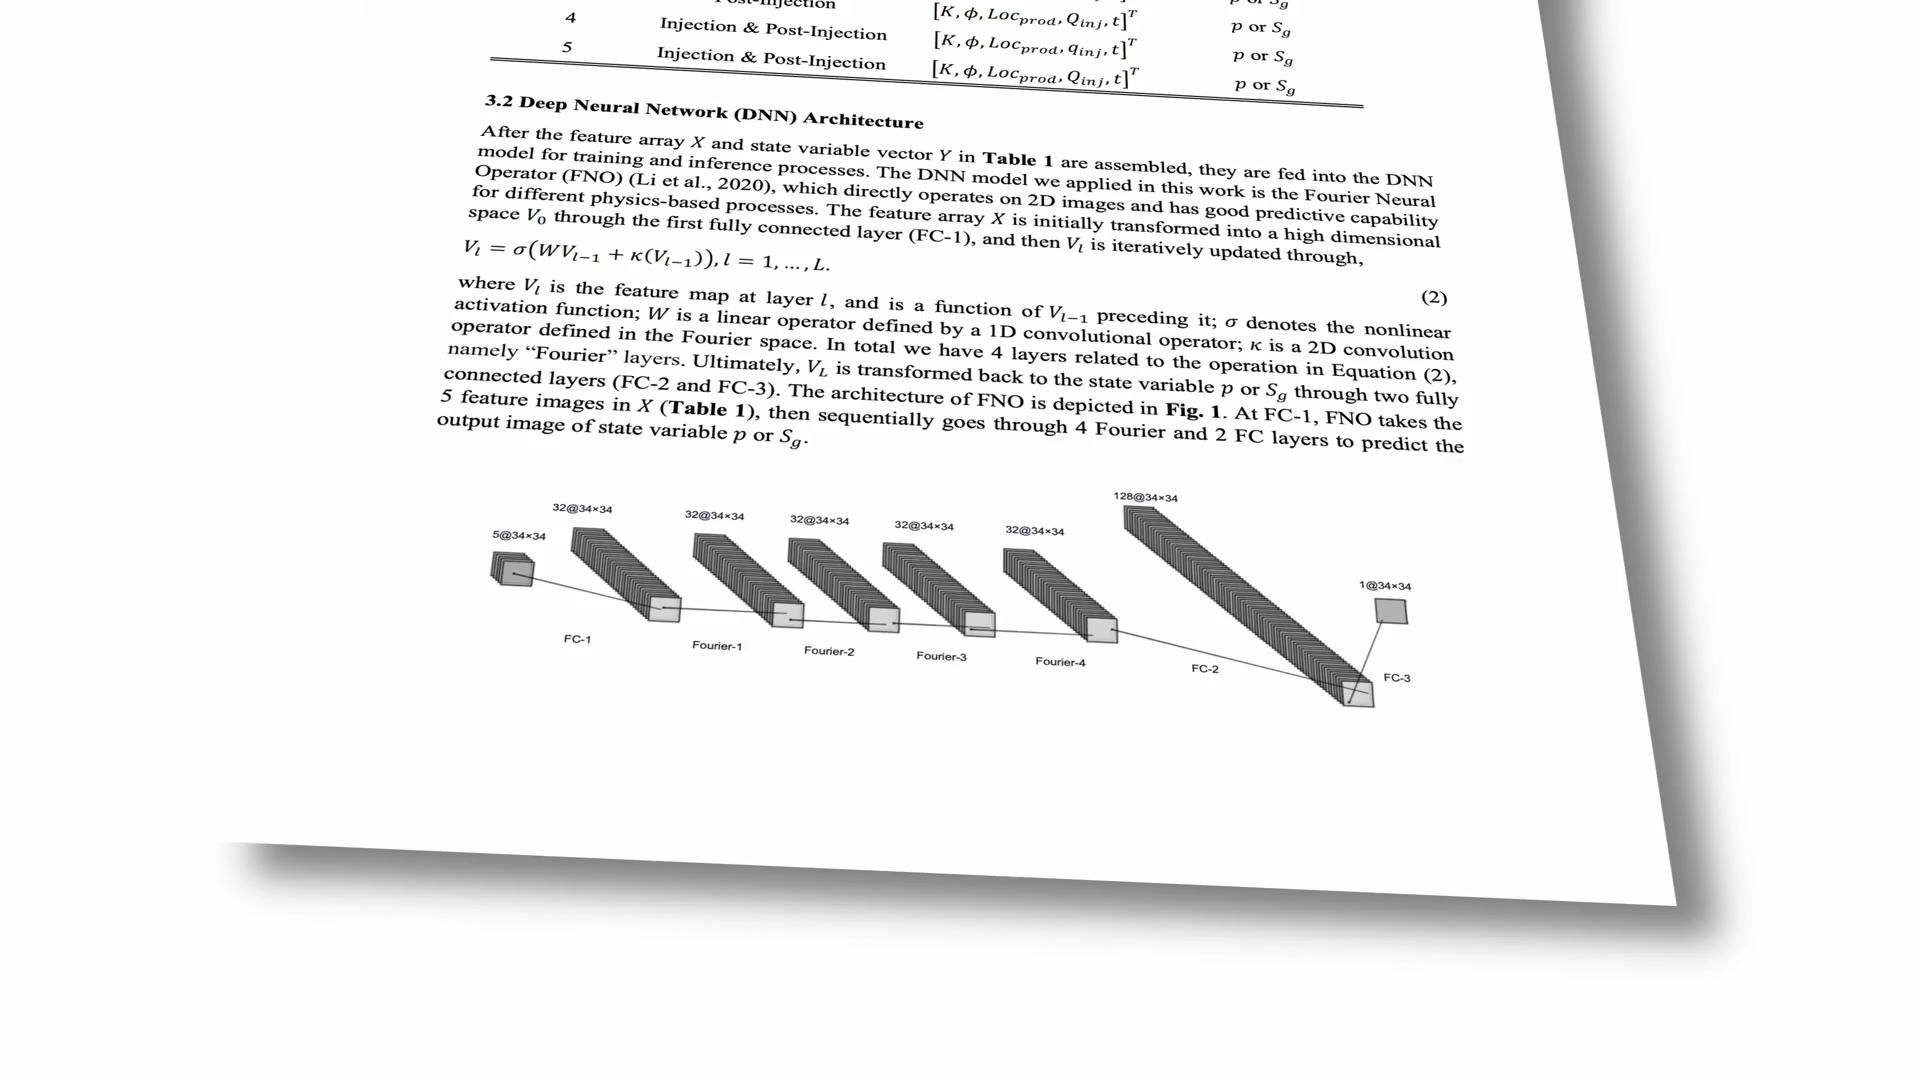 Post-Injection [K, ϕ, Loc_prod, Q_inj, t]^T p or S_g
4 Injection & Post-Injection [K, ϕ, Loc_prod, q_inj, t]^T p or S_g
5 Injection & Post-Injection [K, ϕ, Loc_prod, Q_inj, t]^T p or S_g
3.2 Deep Neural Network (DNN) Architecture
After the feature array X and state variable vector Y in Table 1 are assembled, they are fed into the DNN
model for training and inference processes. The DNN model we applied in this work is the Fourier Neural
Operator (FNO) (Li et al., 2020), which directly operates on 2D images and has good predictive capability
for different physics-based processes. The feature array X is initially transformed into a high dimensional
space V₀ through the first fully connected layer (FC-1), and then V_l is iteratively updated through,
V_l = σ(WV_{l−1} + κ(V_{l−1})), l = 1, …, L. (2)
where V_l is the feature map at layer l, and is a function of V_{l−1} preceding it; σ denotes the nonlinear
activation function; W is a linear operator defined by a 1D convolutional operator; κ is a 2D convolution
operator defined in the Fourier space. In total we have 4 layers related to the operation in Equation (2),
namely “Fourier” layers. Ultimately, V_L is transformed back to the state variable p or S_g through two fully
connected layers (FC-2 and FC-3). The architecture of FNO is depicted in Fig. 1. At FC-1, FNO takes the
5 feature images in X (Table 1), then sequentially goes through 4 Fourier and 2 FC layers to predict the
output image of state variable p or S_g.
5@34×34 32@34×34 32@34×34 32@34×34 32@34×34 32@34×34 128@34×34 1@34×34
FC-1 Fourier-1 Fourier-2 Fourier-3 Fourier-4 FC-2 FC-3